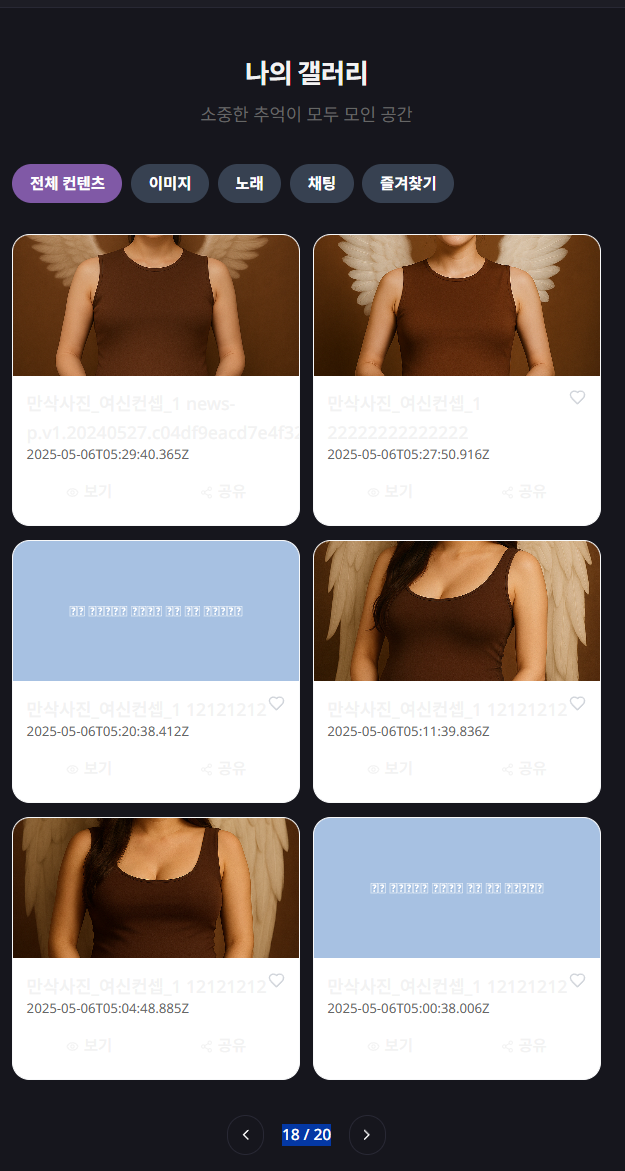 나의 갤러리
소중한 추억이 모두 모인 공간
전체 컨텐츠 이미지 노래 채팅 즐겨찾기
만삭사진_여신컨셉_1 news-
p.v1.20240527.c04df9eacd7e4f32
2025-05-06T05:29:40.365Z
보기 공유
만삭사진_여신컨셉_1
22222222222222
2025-05-06T05:27:50.916Z
보기 공유
만삭사진_여신컨셉_1 12121212
2025-05-06T05:20:38.412Z
보기 공유
만삭사진_여신컨셉_1 12121212
2025-05-06T05:11:39.836Z
보기 공유
만삭사진_여신컨셉_1 12121212
2025-05-06T05:04:48.885Z
보기 공유
만삭사진_여신컨셉_1 12121212
2025-05-06T05:00:38.006Z
보기 공유
18 / 20